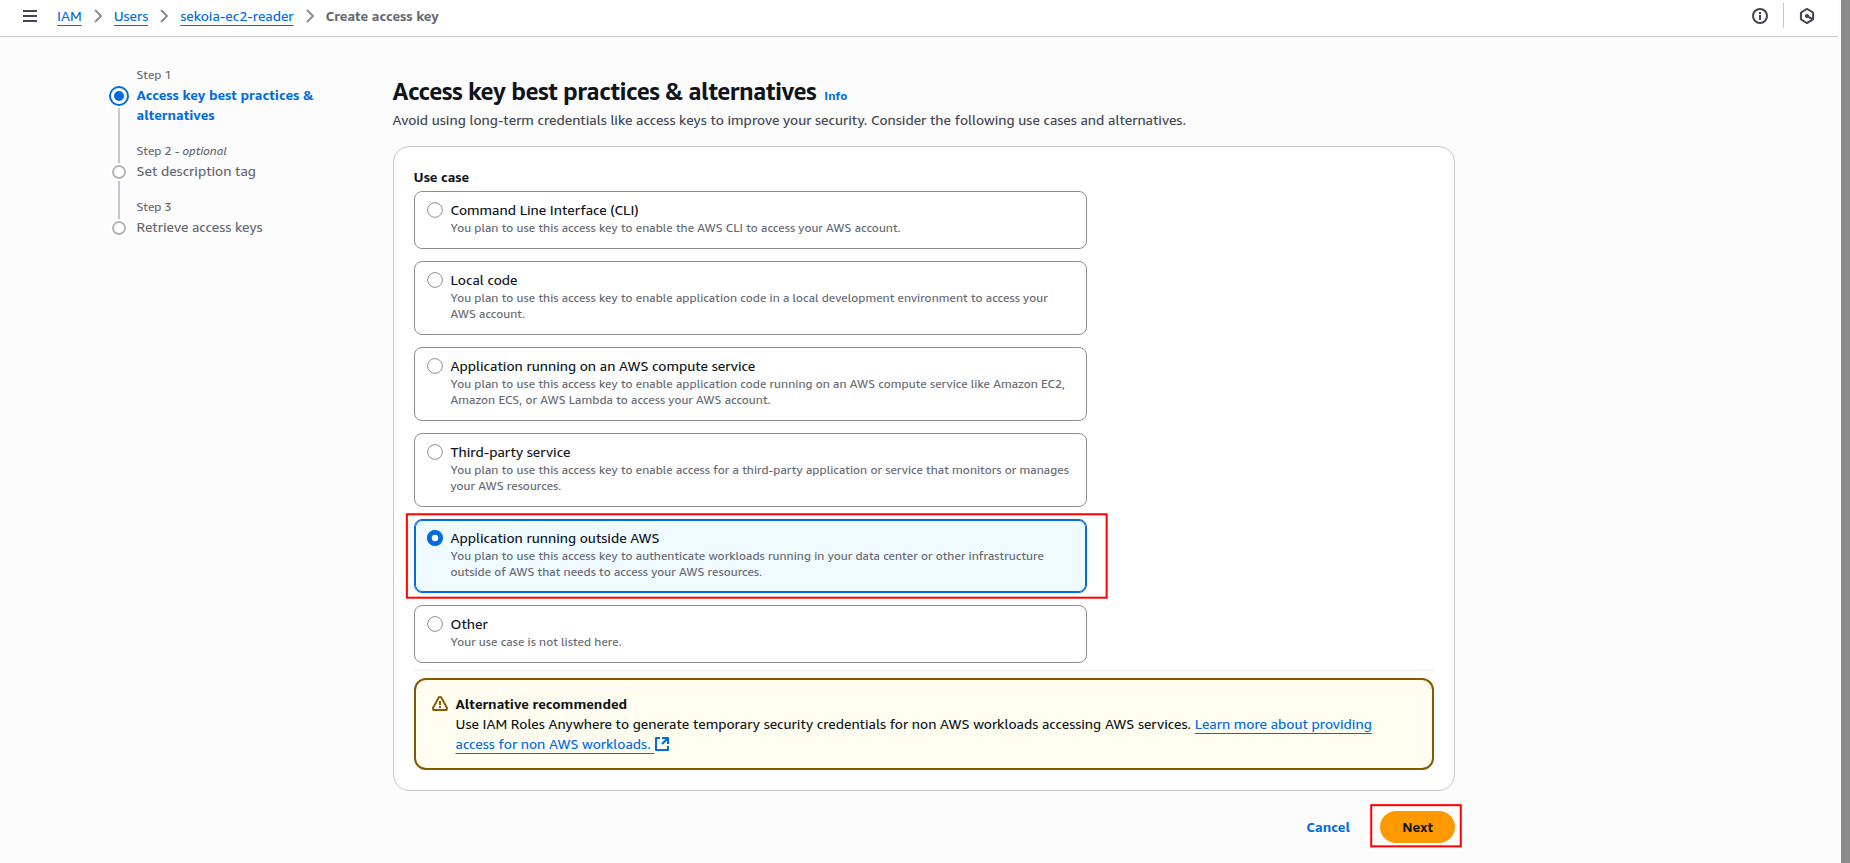 IAM > Users > sekoia-ec2-reader > Create access key
Step 1
Access key best practices &
alternatives
Step 2 - optional
Set description tag
Step 3
Retrieve access keys
Access key best practices & alternatives Info
Avoid using long-term credentials like access keys to improve your security. Consider the following use cases and alternatives.
Use case
Command Line Interface (CLI)
You plan to use this access key to enable the AWS CLI to access your AWS account.
Local code
You plan to use this access key to enable application code in a local development environment to access your
AWS account.
Application running on an AWS compute service
You plan to use this access key to enable application code running on an AWS compute service like Amazon EC2,
Amazon ECS, or AWS Lambda to access your AWS account.
Third-party service
You plan to use this access key to enable access for a third-party application or service that monitors or manages
your AWS resources.
Application running outside AWS
You plan to use this access key to authenticate workloads running in your data center or other infrastructure
outside of AWS that needs to access your AWS resources.
Other
Your use case is not listed here.
Alternative recommended
Use IAM Roles Anywhere to generate temporary security credentials for non AWS workloads accessing AWS services. Learn more about providing
access for non AWS workloads.
Cancel
Next